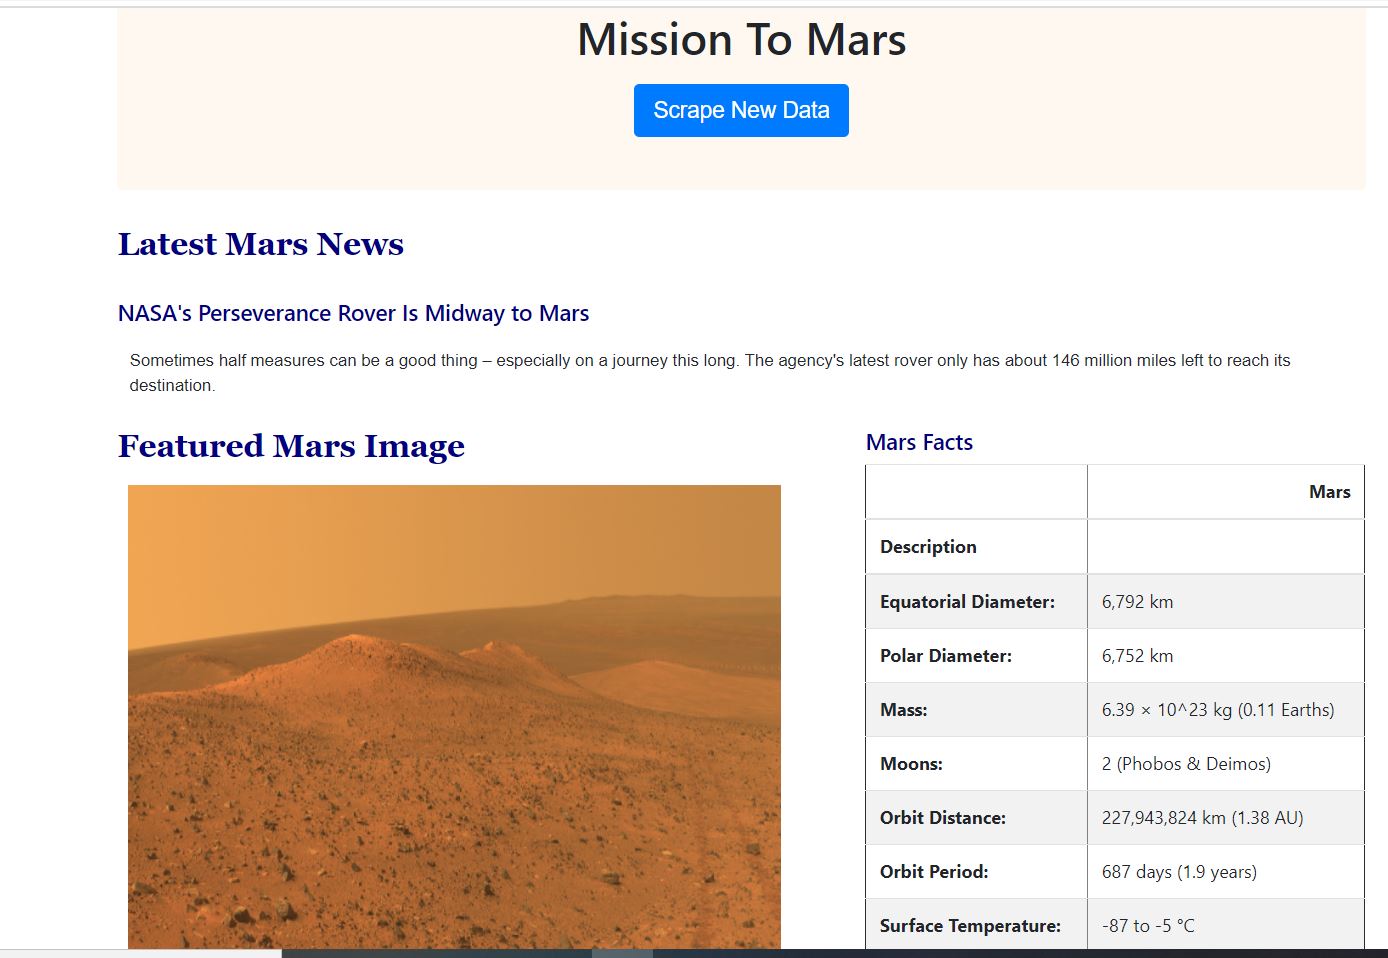 Mission To Mars
Scrape New Data
Latest Mars News
NASA's Perseverance Rover Is Midway to Mars
Sometimes half measures can be a good thing – especially on a journey this long. The agency's latest rover only has about 146 million miles left to reach its
destination.
Featured Mars Image
Mars Facts
Mars
Description
Equatorial Diameter: 6,792 km
Polar Diameter: 6,752 km
Mass: 6.39 × 10^23 kg (0.11 Earths)
Moons: 2 (Phobos & Deimos)
Orbit Distance: 227,943,824 km (1.38 AU)
Orbit Period: 687 days (1.9 years)
Surface Temperature: -87 to -5 °C